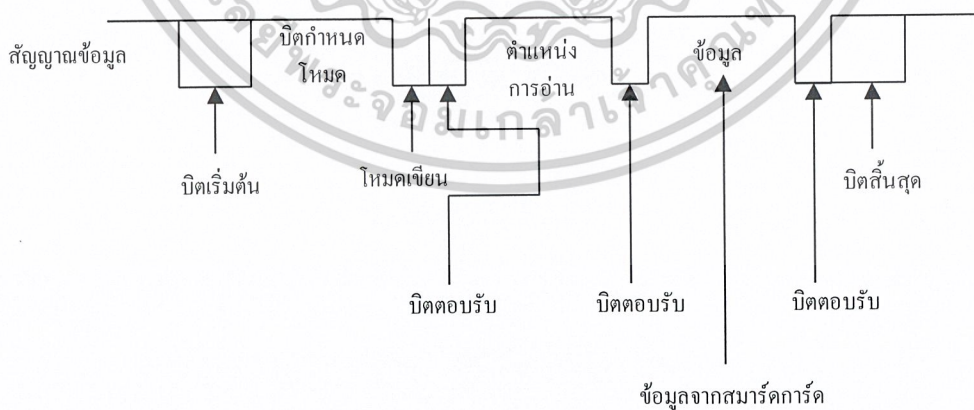 สัญญาณข้อมูล
บิตกำหนด
โหมด
ตำแหน่ง
การอ่าน
ข้อมูล
บิตเริ่มต้น
โหมดเขียน
บิตสิ้นสุด
บิตตอบรับ
บิตตอบรับ
บิตตอบรับ
ข้อมูลจากสมาร์ดการ์ด